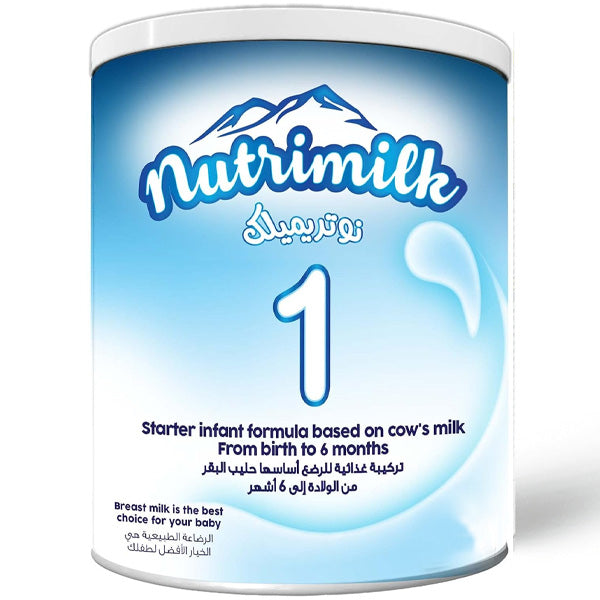 nutrimilk
نوتريميلك
1
Starter infant formula based on cow's milk
From birth to 6 months
تركيبة غذائية للرضع أساسها حليب البقر
من الولادة إلى 6 أشهر
Breast milk is the best
choice for your baby
الرضاعة الطبيعية هي
الخيار الأفضل لطفلك